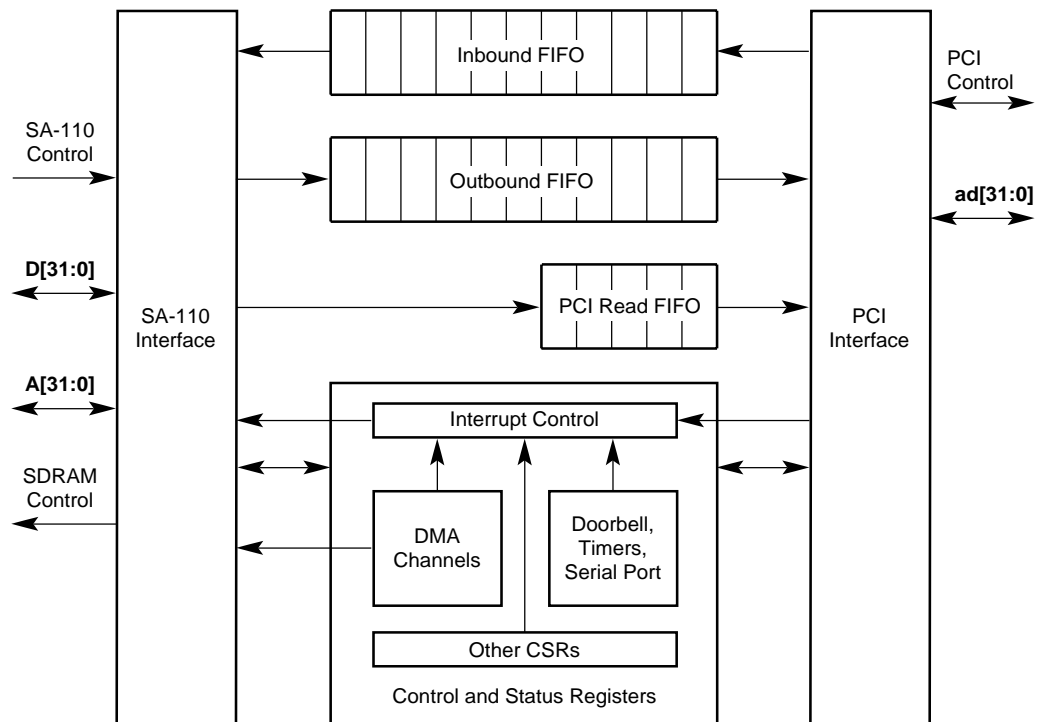 Inbound FIFO
PCI
Control
SA-110
Control
Outbound FIFO
ad[31:0]
D[31:0]
SA-110
Interface
PCI Read FIFO
PCI
Interface
A[31:0]
Interrupt Control
SDRAM
Control
DMA
Channels
Doorbell,
Timers,
Serial Port
Other CSRs
Control and Status Registers